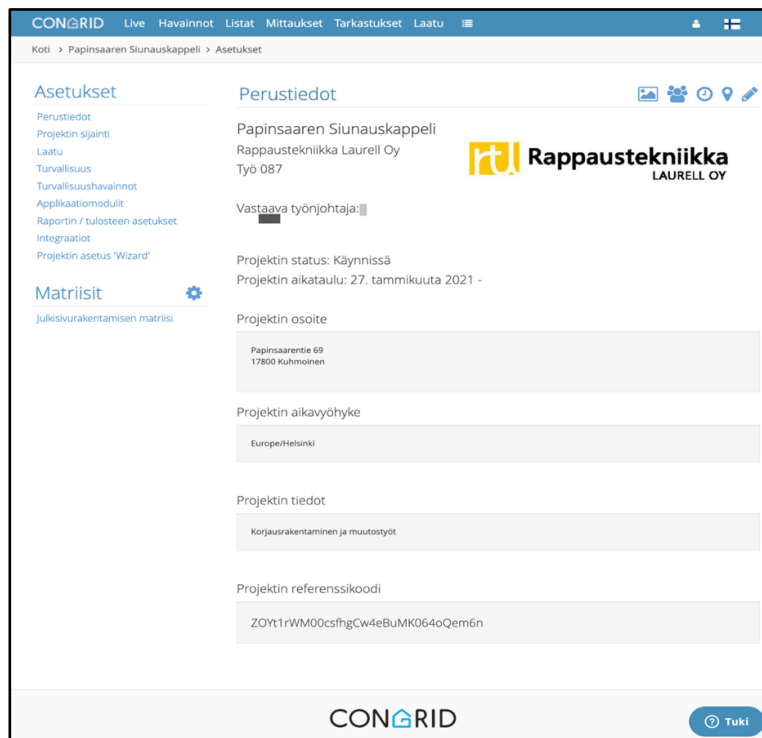 CONGRID Live Havainnot Listat Mittaukset Tarkastukset Laatu
Koti > Papinsaaren Siunauskappeli > Asetukset
Asetukset
Perustiedot
Projektin sijainti
Laatu
Turvallisuus
Turvallisuushavainnot
Applikaatiomodulit
Raportin / tulosteen asetukset
Integraatiot
Projektin asetus 'Wizard'
Matriisit
Julkisivurakentamisen matriisi
Perustiedot
Papinsaaren Siunauskappeli
Rappaustekniikka Laurell Oy
Työ 087
rtl Rappaustekniikka
LAURELL OY
Vastaava työnjohtaja:
Projektin status: Käynnissä
Projektin aikataulu: 27. tammikuuta 2021 -
Projektin osoite
Papinsaarentie 69
17800 Kuhmoinen
Projektin aikavyöhyke
Europe/Helsinki
Projektin tiedot
Korjausrakentaminen ja muutostyöt
Projektin referenssikoodi
ZOYt1rWM00csfhgCw4eBuMK064oQem6n
CONGRID
Tuki